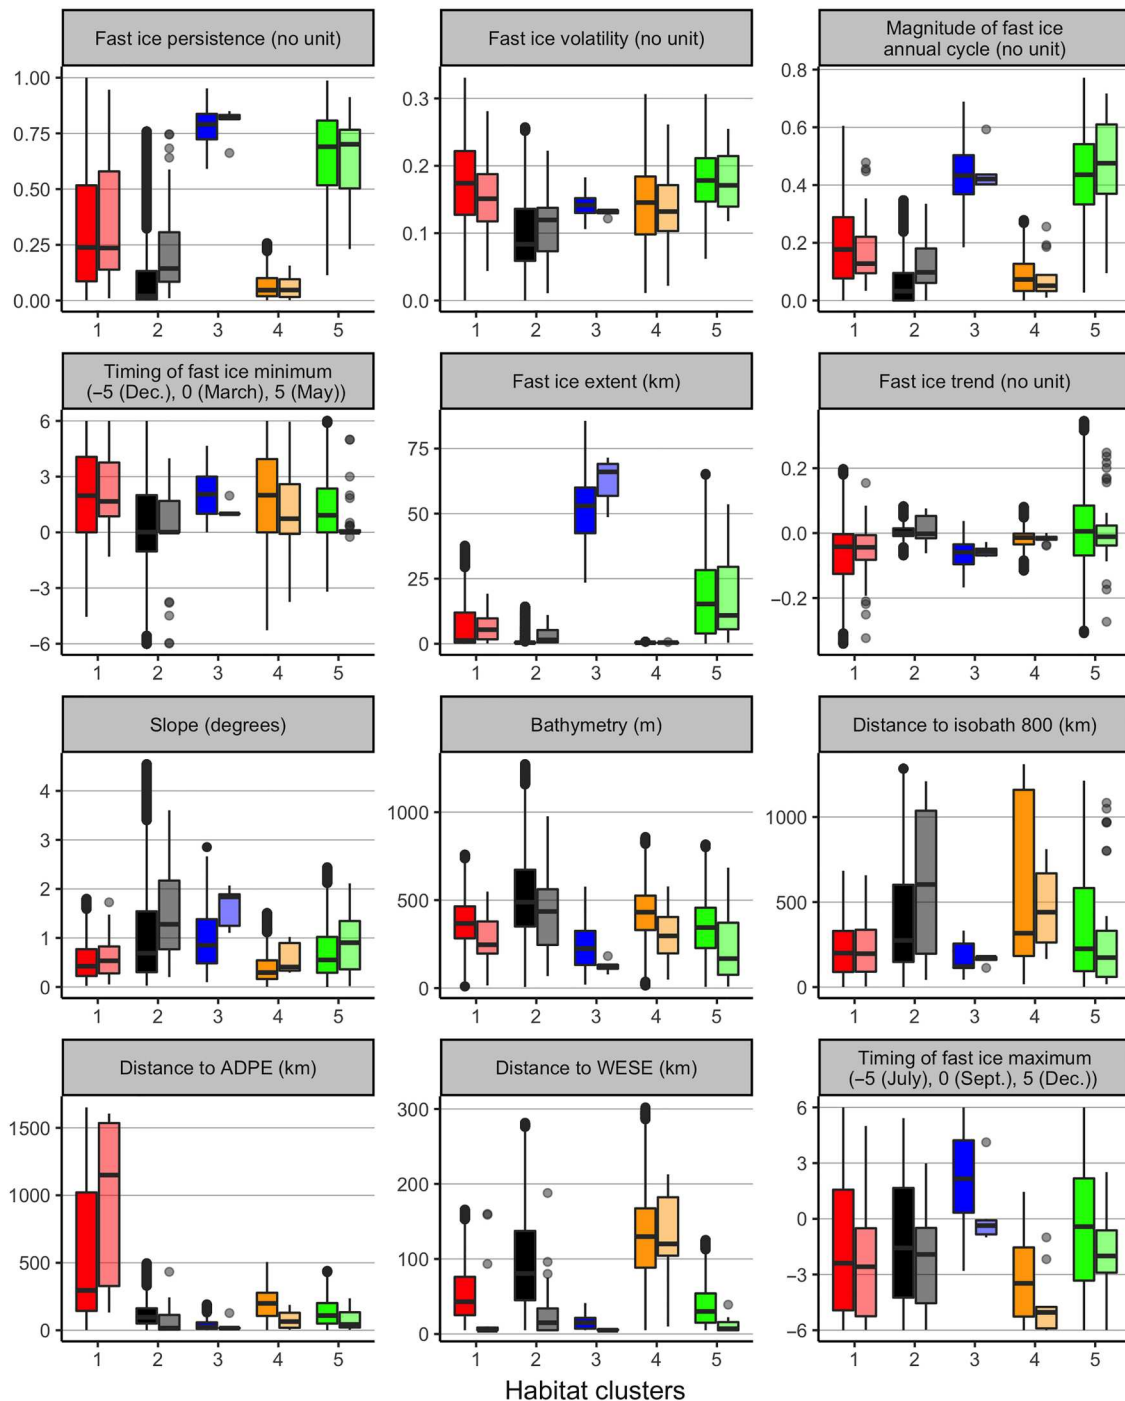 Fast ice persistence (no unit)
Fast ice volatility (no unit)
Magnitude of fast ice
annual cycle (no unit)
1.00
0.75
0.50
0.25
0.00
1 2 3 4 5
0.3
0.2
0.1
0.0
1 2 3 4 5
0.8
0.6
0.4
0.2
0.0
1 2 3 4 5
Timing of fast ice minimum
(−5 (Dec.), 0 (March), 5 (May))
Fast ice extent (km)
Fast ice trend (no unit)
6
3
0
−3
−6
1 2 3 4 5
75
50
25
0
1 2 3 4 5
0.2
0.0
−0.2
1 2 3 4 5
Slope (degrees)
Bathymetry (m)
Distance to isobath 800 (km)
4
3
2
1
0
1 2 3 4 5
1000
500
0
1 2 3 4 5
1000
500
0
1 2 3 4 5
Distance to ADPE (km)
Distance to WESE (km)
Timing of fast ice maximum
(−5 (July), 0 (Sept.), 5 (Dec.))
1500
1000
500
0
1 2 3 4 5
300
200
100
0
1 2 3 4 5
6
3
0
−3
−6
1 2 3 4 5
Habitat clusters